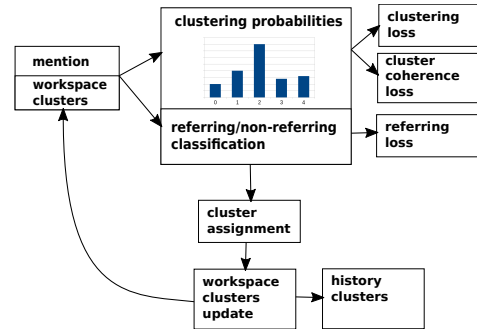 mention
workspace
clusters
clustering probabilities
0 1 2 3 4
referring/non-referring
classification
clustering
loss
cluster
coherence
loss
referring
loss
cluster
assignment
workspace
clusters
update
history
clusters